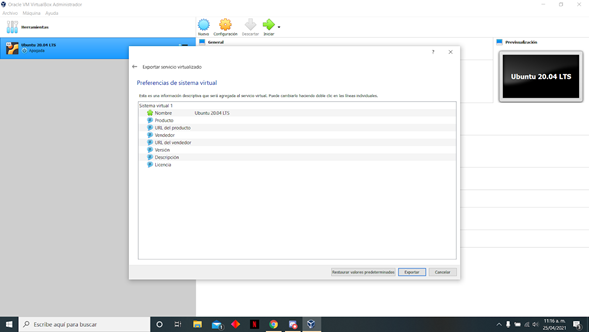 Oracle VM VirtualBox Administrador
Archivo Máquina Ayuda
Herramientas
Nueva Configuración Descartar Iniciar
Ubuntu 20.04 LTS
Apagada
General
Previsualización
Ubuntu 20.04 LTS
Exportar servicio virtualizado
Preferencias de sistema virtual
Esta es una información descriptiva que será agregada al servicio virtual. Puede cambiarlo haciendo doble clic en las líneas individuales.
Sistema virtual 1
Nombre Ubuntu 20.04 LTS
Producto
URL del producto
Vendedor
URL del vendedor
Versión
Descripción
Licencia
Restaurar valores predeterminados Exportar Cancelar
Escribe aquí para buscar
11:16 a. m.
25/04/2021